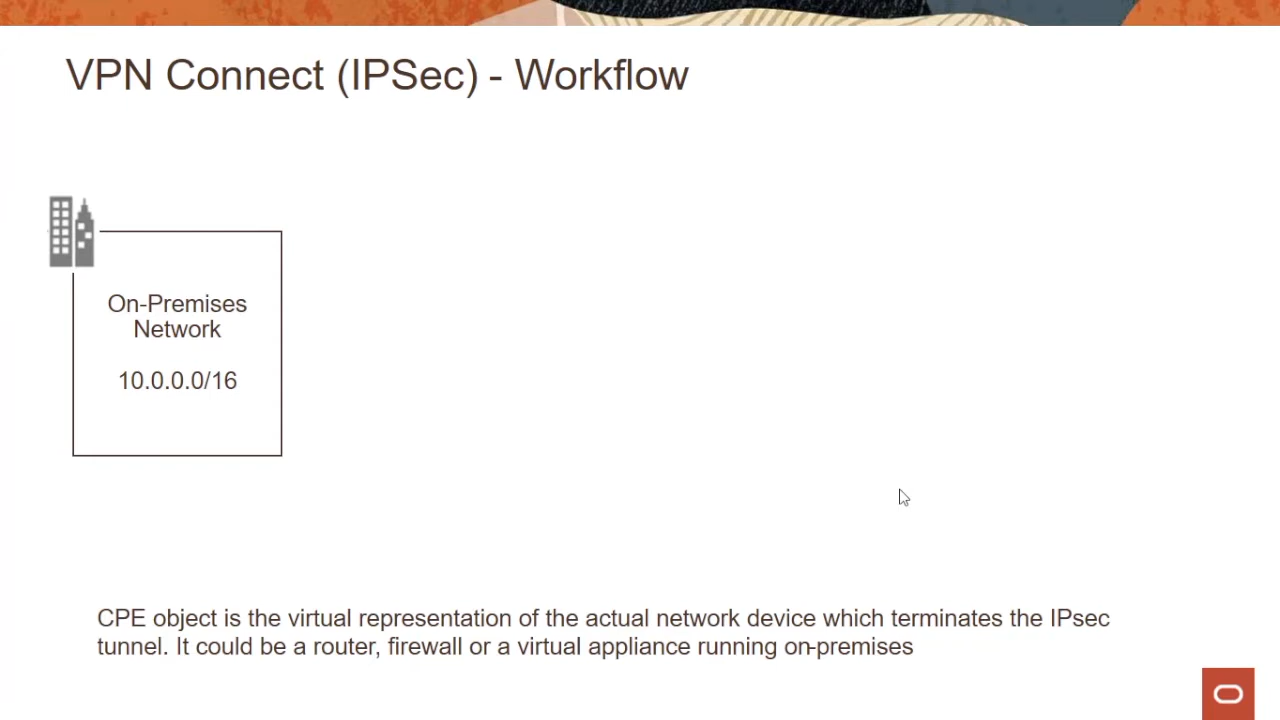 VPN Connect (IPSec) - Workflow
On-Premises
Network
10.0.0.0/16
CPE object is the virtual representation of the actual network device which terminates the IPsec
tunnel. It could be a router, firewall or a virtual appliance running on-premises